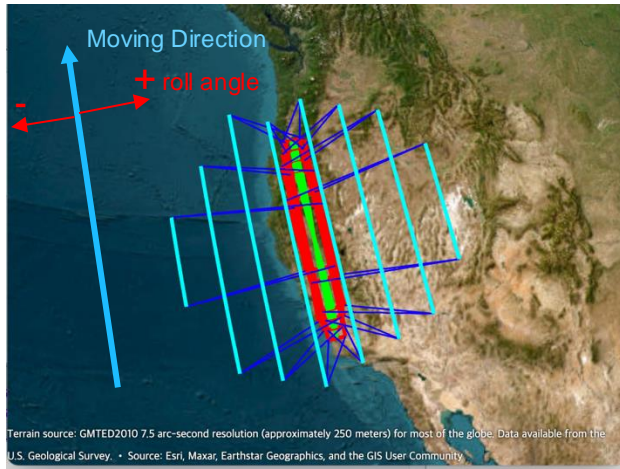 Moving Direction
+ roll angle
-
Terrain source: GMTED2010 7.5 arc-second resolution (approximately 250 meters) for most of the globe. Data available from the
U.S. Geological Survey. • Source: Esri, Maxar, Earthstar Geographics, and the GIS User Community